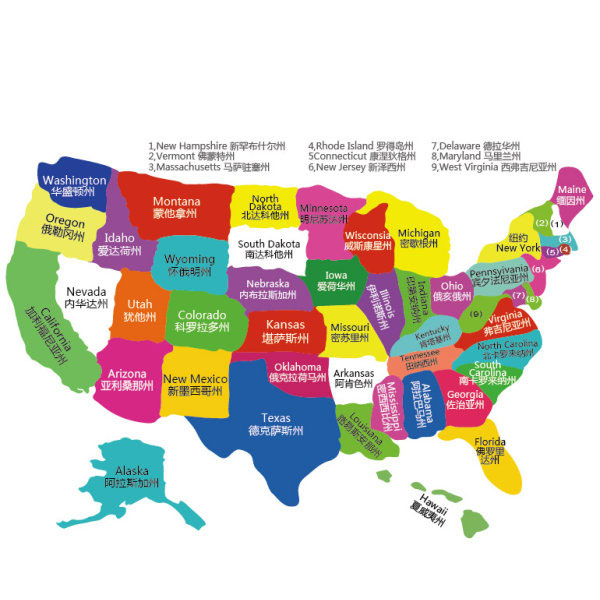 1,New Hampshire 新罕布什尔州
2,Vermont 佛蒙特州
3,Massachusetts 马萨驻塞州
4,Rhode Island 罗得岛州
5Connecticut 康涅狄格州
6,New Jersey 新泽西州
7,Delaware 德拉华州
8,Maryland 马里兰州
9,West Virginia 西弗吉尼亚州
Washington
华盛顿州
Oregon
俄勒冈州
California
加利福尼亚州
Idaho
爱达荷州
Nevada
内华达州
Montana
蒙他拿州
Wyoming
怀俄明州
Utah
犹他州
Colorado
科罗拉多州
Arizona
亚利桑那州
New Mexico
新墨西哥州
North
Dakota
北达科他州
South Dakota
南达科他州
Nebraska
内布拉斯加州
Kansas
堪萨斯州
Oklahoma
俄克拉荷马州
Texas
德克萨斯州
Minnesota
明尼苏达州
Iowa
爱荷华州
Missouri
密苏里州
Arkansas
阿肯色州
Louisiana
路易斯安那州
Wisconsin
威斯康星州
Illinois
伊利诺斯州
Michigan
密歇根州
Indiana
印第安纳州
Ohio
俄亥俄州
Kentucky
肯塔基州
Tennessee
田纳西州
Mississippi
密西西比州
Alabama
阿拉巴马州
Georgia
佐治亚州
Florida
佛罗里
达州
South
Carolina
南卡罗来纳州
North Carolina
北卡罗来纳州
Virginia
弗吉尼亚州
Pennsyivania
宾夕法尼亚州
纽约
New York
Maine
缅因州
(1)
(2)
(3)
(4)
(5)
(6)
(7)
(8)
(9)
Alaska
阿拉斯加州
Hawaii
夏威夷州